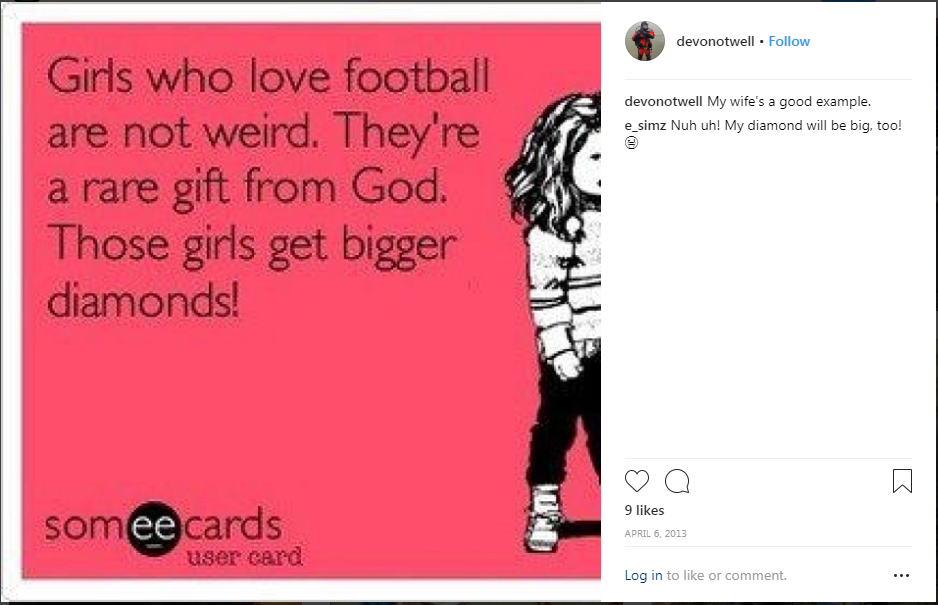 Girls who love football
are not weird. They're
a rare gift from God.
Those girls get bigger
diamonds!
someecards
user card
devonotwell • Follow
devonotwell My wife's a good example.
e_simz Nuh uh! My diamond will be big, too!
9 likes
APRIL 6, 2013
Log in to like or comment.